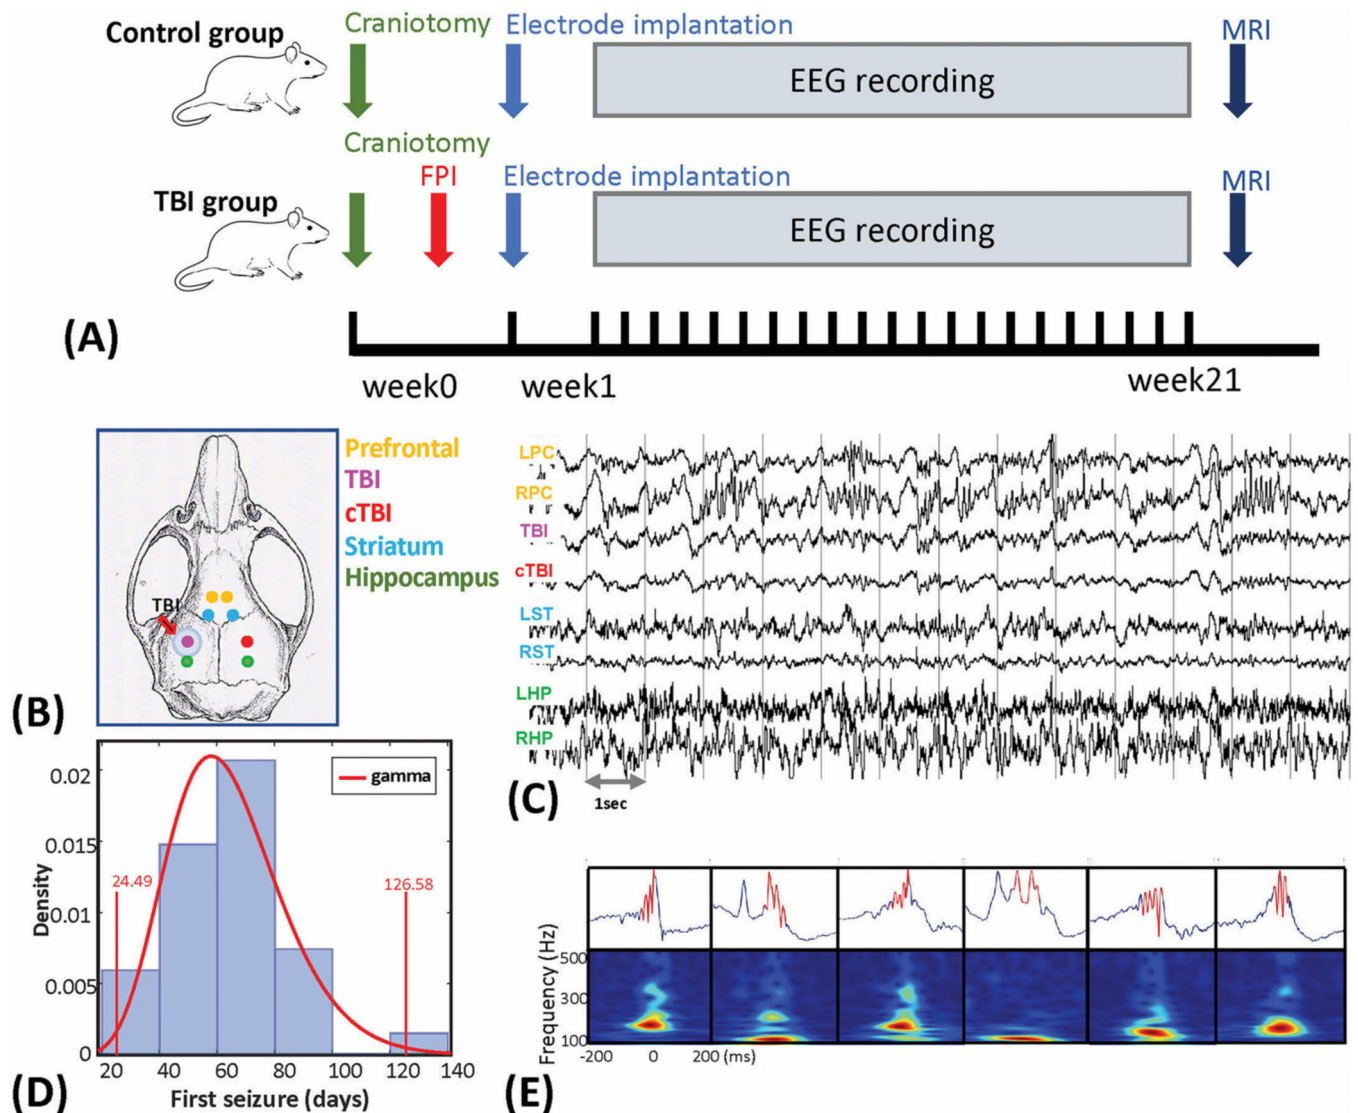 Control group
Craniotomy
Electrode implantation
MRI
EEG recording
Craniotomy
TBI group
FPI
Electrode implantation
MRI
EEG recording
(A)
week0
week1
week21
(B)
TBI
Prefrontal
TBI
cTBI
Striatum
Hippocampus
(C)
LPC
RPC
TBI
cTBI
LST
RST
LHP
RHP
1sec
(D)
Density
0.02
0.015
0.01
0.005
0
24.49
126.58
gamma
20 40 60 80 100 120 140
First seizure (days)
(E)
Frequency (Hz)
500
300
100
-200 0 200 (ms)